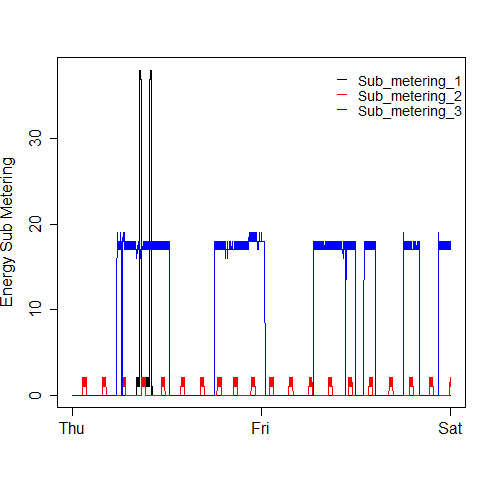 Sub_metering_1
Sub_metering_2
Sub_metering_3
Energy Sub Metering
30
20
10
0
Thu Fri Sat